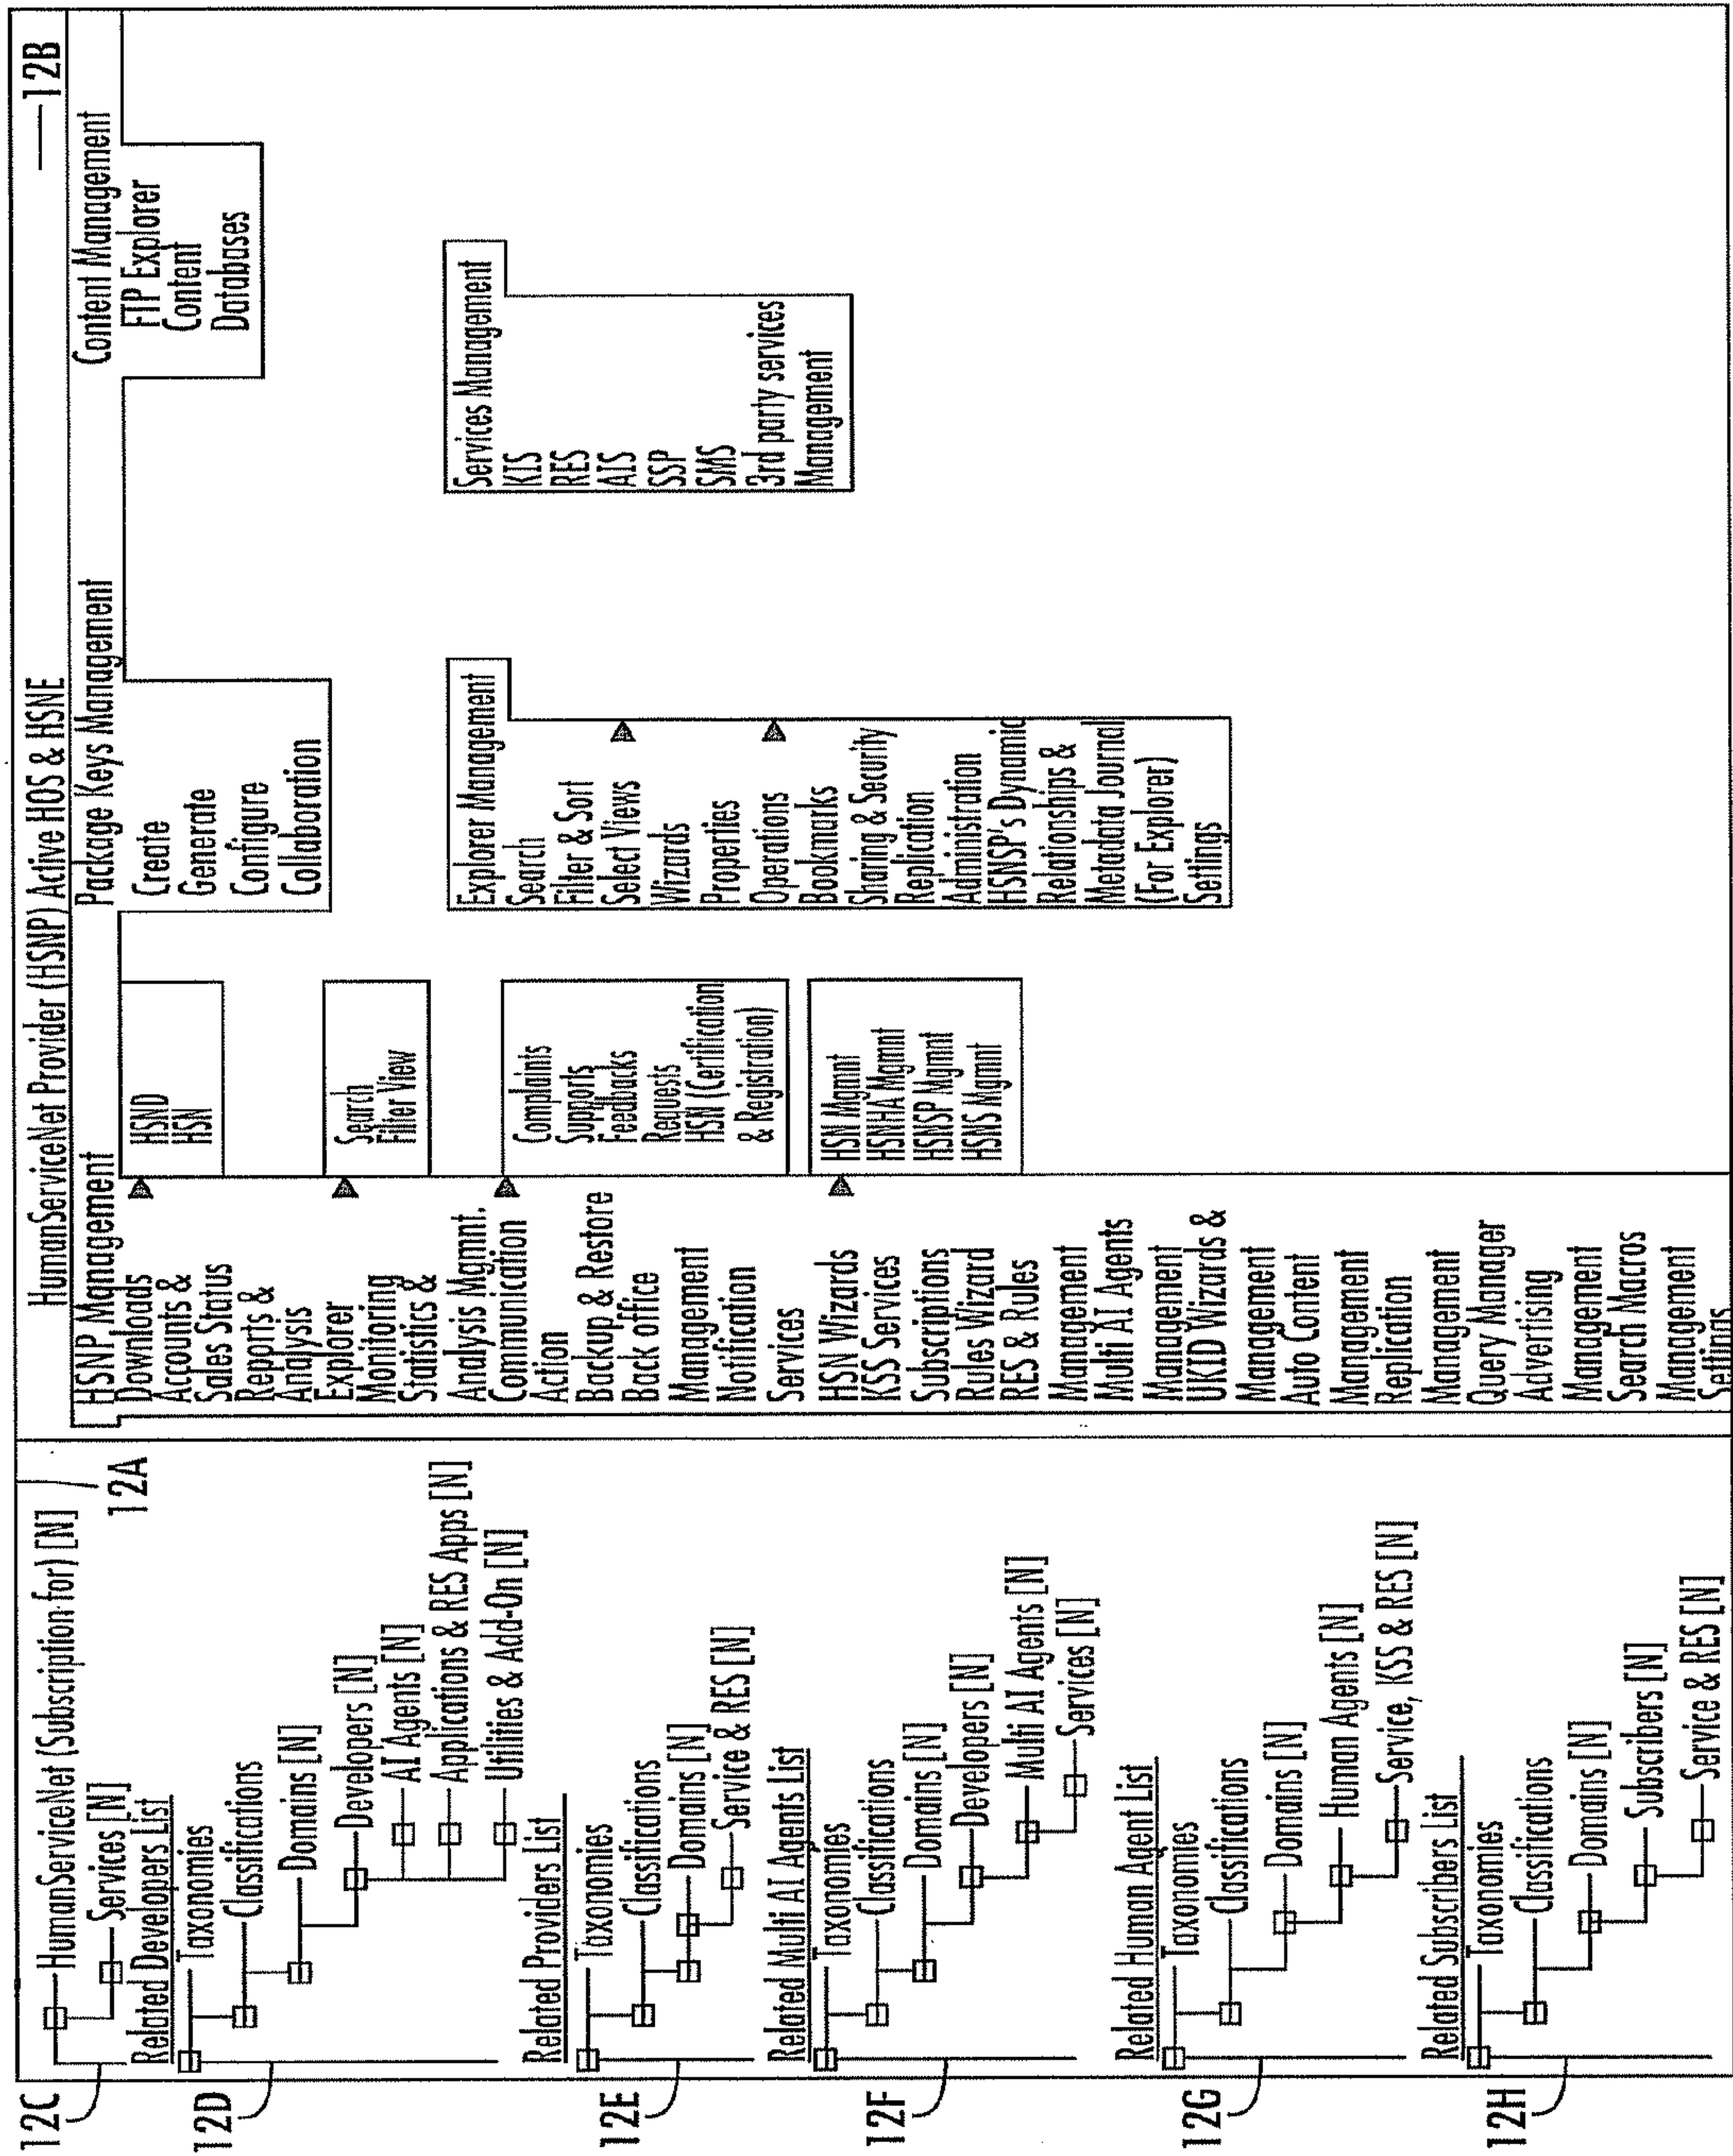 HumanServiceNet Provider (HSNP) Active HOS & HSNE
12B
12A
12C
HumanServiceNet (Subscription for) [N]
Services [N]
12D
Related Developers List
Taxonomies
Classifications
Domains [N]
Developers [N]
AI Agents [N]
Applications & RES Apps [N]
Utilities & Add-On [N]
12E
Related Providers List
Taxonomies
Classifications
Domains [N]
Service & RES [N]
12F
Related Multi AI Agents List
Taxonomies
Classifications
Domains [N]
Developers [N]
Multi AI Agents [N]
Services [N]
12G
Related Human Agent List
Taxonomies
Classifications
Domains [N]
Human Agents [N]
Service, KSS & RES [N]
12H
Related Subscribers List
Taxonomies
Classifications
Domains [N]
Subscribers [N]
Service & RES [N]
HSNP Management
Downloads
Accounts &
Sales Status
Reports &
Analysis
Explorer
Monitoring
Statistics &
Analysis Mgmnt.
Communication
Action
Backup & Restore
Back office
Management
Notification
Services
HSN Wizards
KSS Services
Subscriptions
Rules Wizard
RES & Rules
Management
Multi AI Agents
Management
UKID Wizards &
Management
Auto Content
Management
Replication
Management
Query Manager
Advertising
Management
Search Macros
Management
Settings
HSND
HSN
Search
Filter View
Complaints
Supports
Feedbacks
Requests
HSN (Certification
& Registration)
HSN Mgmnt
HSNHA Mgmnt
HSNSP Mgmnt
HSNS Mgmnt
Package Keys Management
Create
Generate
Configure
Collaboration
Explorer Management
Search
Filter & Sort
Select Views
Wizards
Properties
Operations
Bookmarks
Sharing & Security
Replication
Administration
HSNSP's Dynamic
Relationships &
Metadata Journal
(For Explorer)
Settings
Content Management
FTP Explorer
Content
Databases
Services Management
KIS
RES
AIS
SSP
SMS
3rd party services
Management